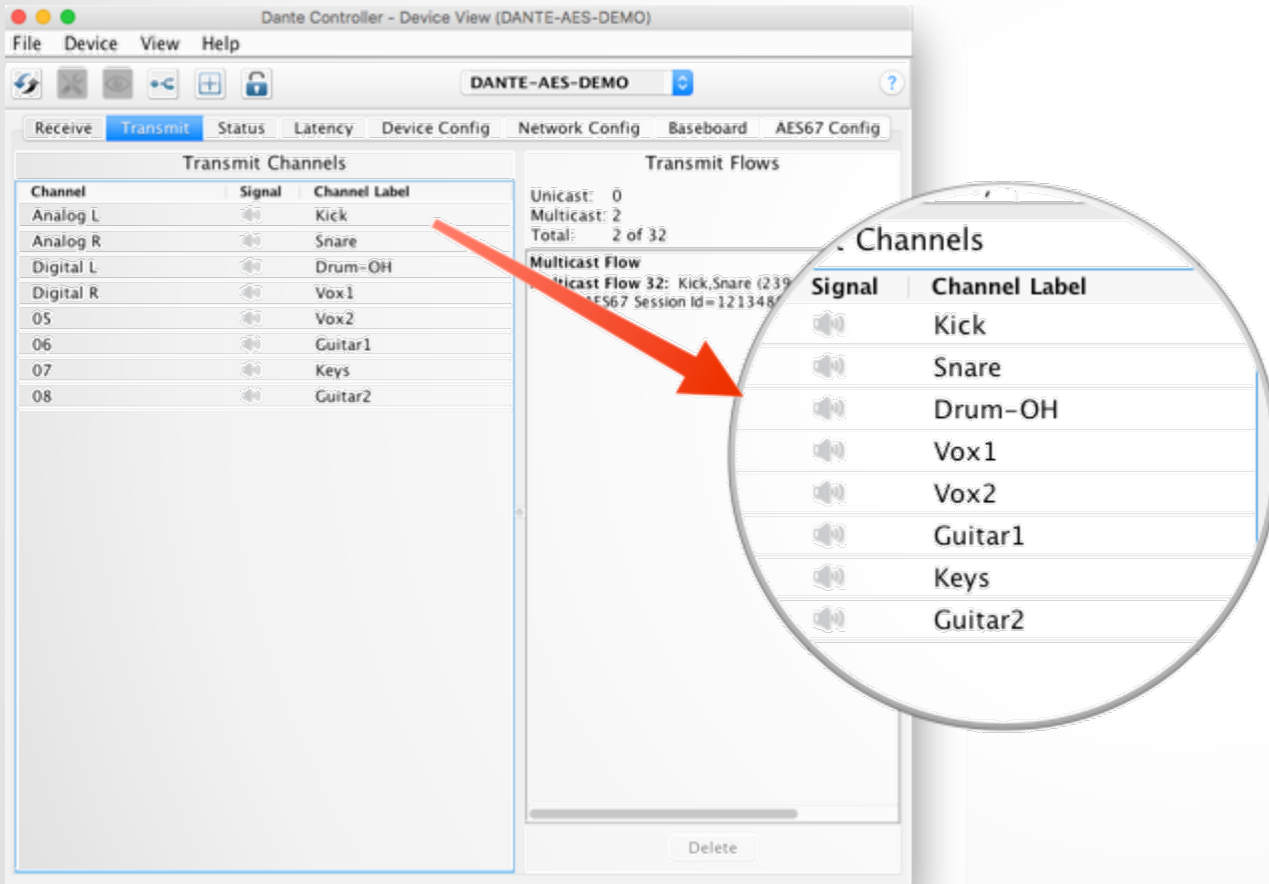 Dante Controller - Device View (DANTE-AES-DEMO)
File Device View Help
DANTE-AES-DEMO
?
Receive Transmit Status Latency Device Config Network Config Baseboard AES67 Config
Transmit Channels
Channel Signal Channel Label
Analog L Kick
Analog R Snare
Digital L Drum-OH
Digital R Vox1
05 Vox2
06 Guitar1
07 Keys
08 Guitar2
Transmit Flows
Unicast: 0
Multicast: 2
Total: 2 of 32
Multicast Flow
Flow 32: Kick,Snare (239
AES67 Session Id=121348
Delete
Channels
Signal Channel Label
Kick
Snare
Drum-OH
Vox1
Vox2
Guitar1
Keys
Guitar2